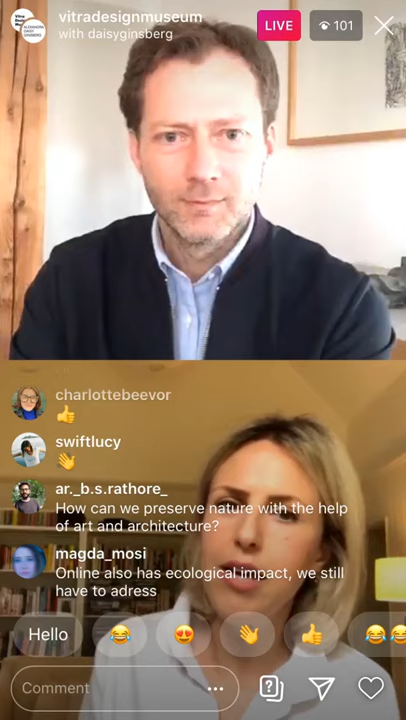 vitradesignmuseum
with daisyginsberg
LIVE
101
charlottebeevor
swiftlucy
ar._b.s.rathore_
How can we preserve nature with the help
of art and architecture?
magda_mosi
Online also has ecological impact, we still
have to adress
Hello
Comment